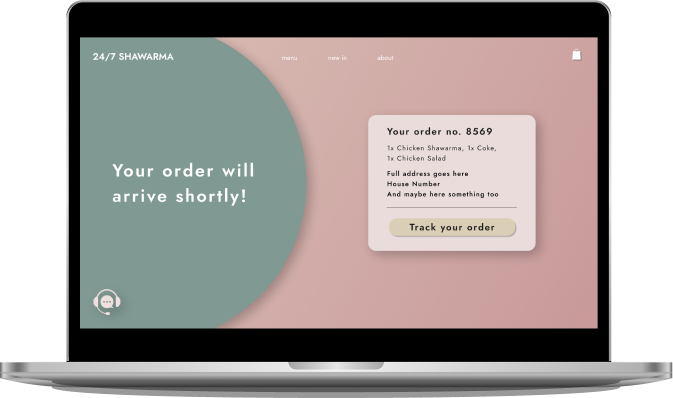 24/7 SHAWARMA
menu
new in
about
Your order will
arrive shortly!
Your order no. 8569
1x Chicken Shawarma, 1x Coke,
1x Chicken Salad
Full address goes here
House Number
And maybe here something too
Track your order